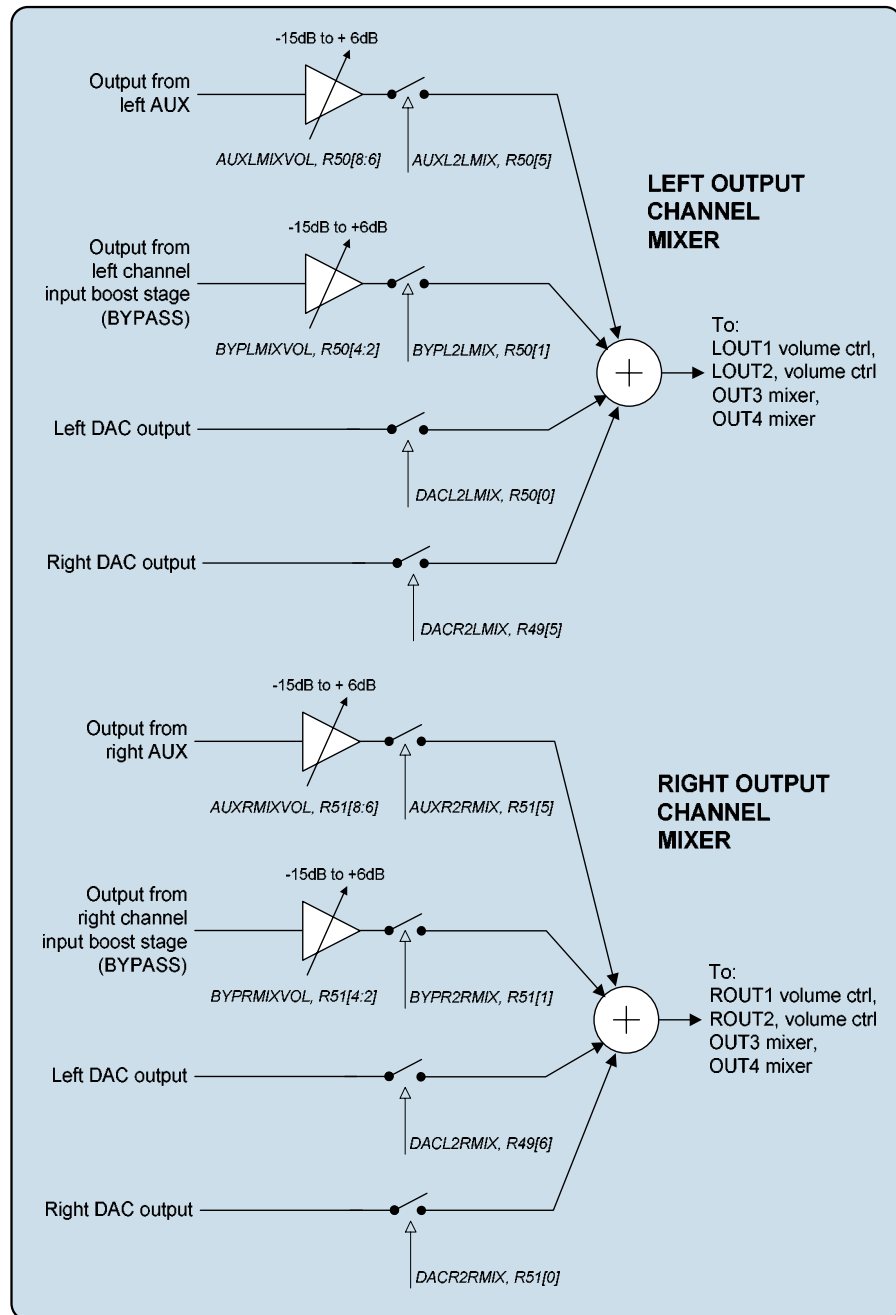 -15dB to + 6dB
Output from
left AUX
AUXLMIXVOL, R50[8:6]
AUXL2LMIX, R50[5]
LEFT OUTPUT
CHANNEL
MIXER
-15dB to +6dB
Output from
left channel
input boost stage
(BYPASS)
BYPLMIXVOL, R50[4:2]
BYPL2LMIX, R50[1]
+
To:
LOUT1 volume ctrl,
LOUT2, volume ctrl
OUT3 mixer,
OUT4 mixer
Left DAC output
DACL2LMIX, R50[0]
Right DAC output
DACR2LMIX, R49[5]
-15dB to + 6dB
Output from
right AUX
AUXRMIXVOL, R51[8:6]
AUXR2RMIX, R51[5]
RIGHT OUTPUT
CHANNEL
MIXER
-15dB to +6dB
Output from
right channel
input boost stage
(BYPASS)
BYPRMIXVOL, R51[4:2]
BYPR2RMIX, R51[1]
+
To:
ROUT1 volume ctrl,
ROUT2, volume ctrl
OUT3 mixer,
OUT4 mixer
Left DAC output
DACL2RMIX, R49[6]
Right DAC output
DACR2RMIX, R51[0]